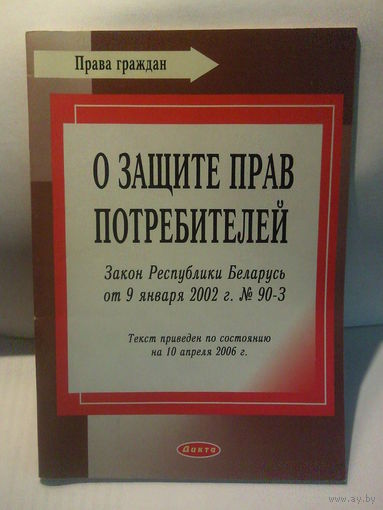 Права граждан
О ЗАЩИТЕ ПРАВ
ПОТРЕБИТЕЛЕЙ
Закон Республики Беларусь
от 9 января 2002 г. № 90-З
Текст приведен по состоянию
на 10 апреля 2006 г.
Дикта
www.ay.by